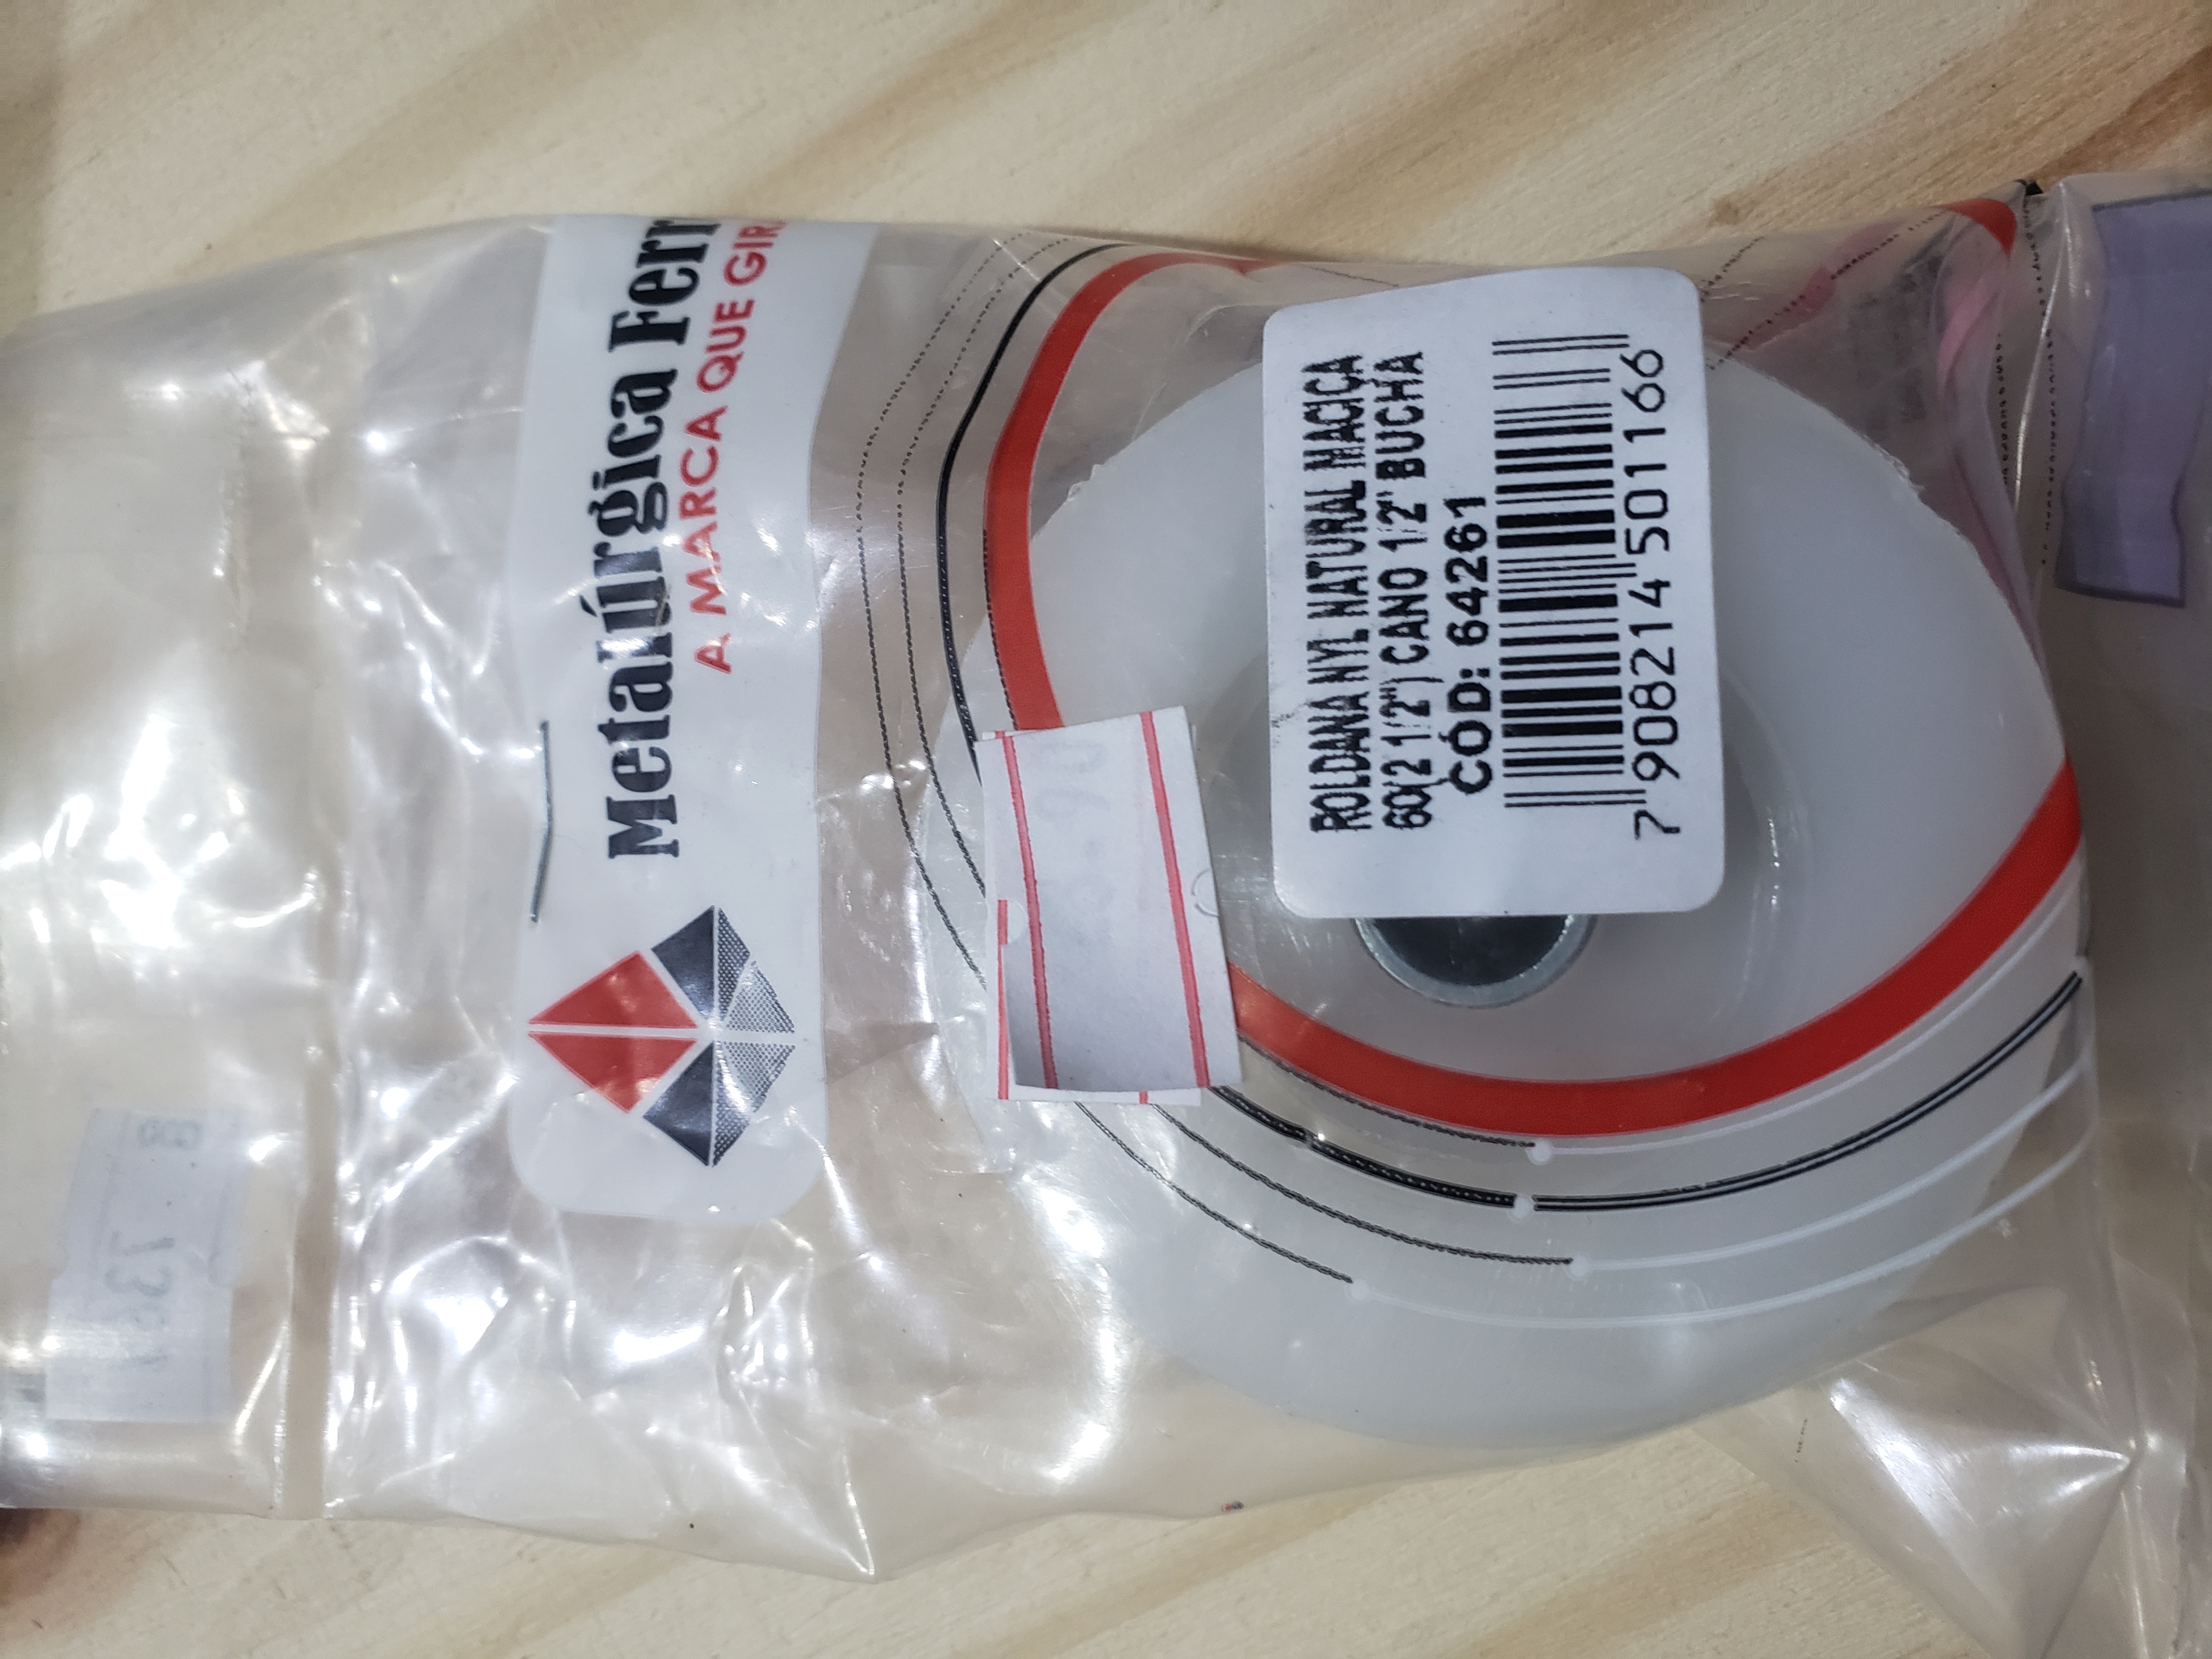 Metalúrgica Ferr
A MARCA QUE GIR
ROLDANA NYL NATURAL MACICA
60(2 1/2") CANO 1/2" BUCHA
CÓD: 64261
7 908214 501166